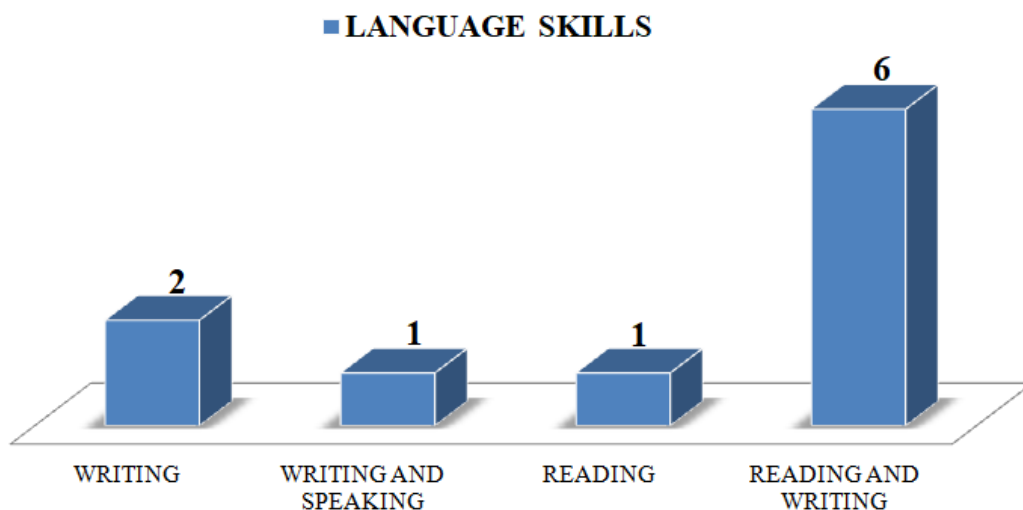 LANGUAGE SKILLS
2
1
1
6
WRITING
WRITING AND
SPEAKING
READING
READING AND
WRITING